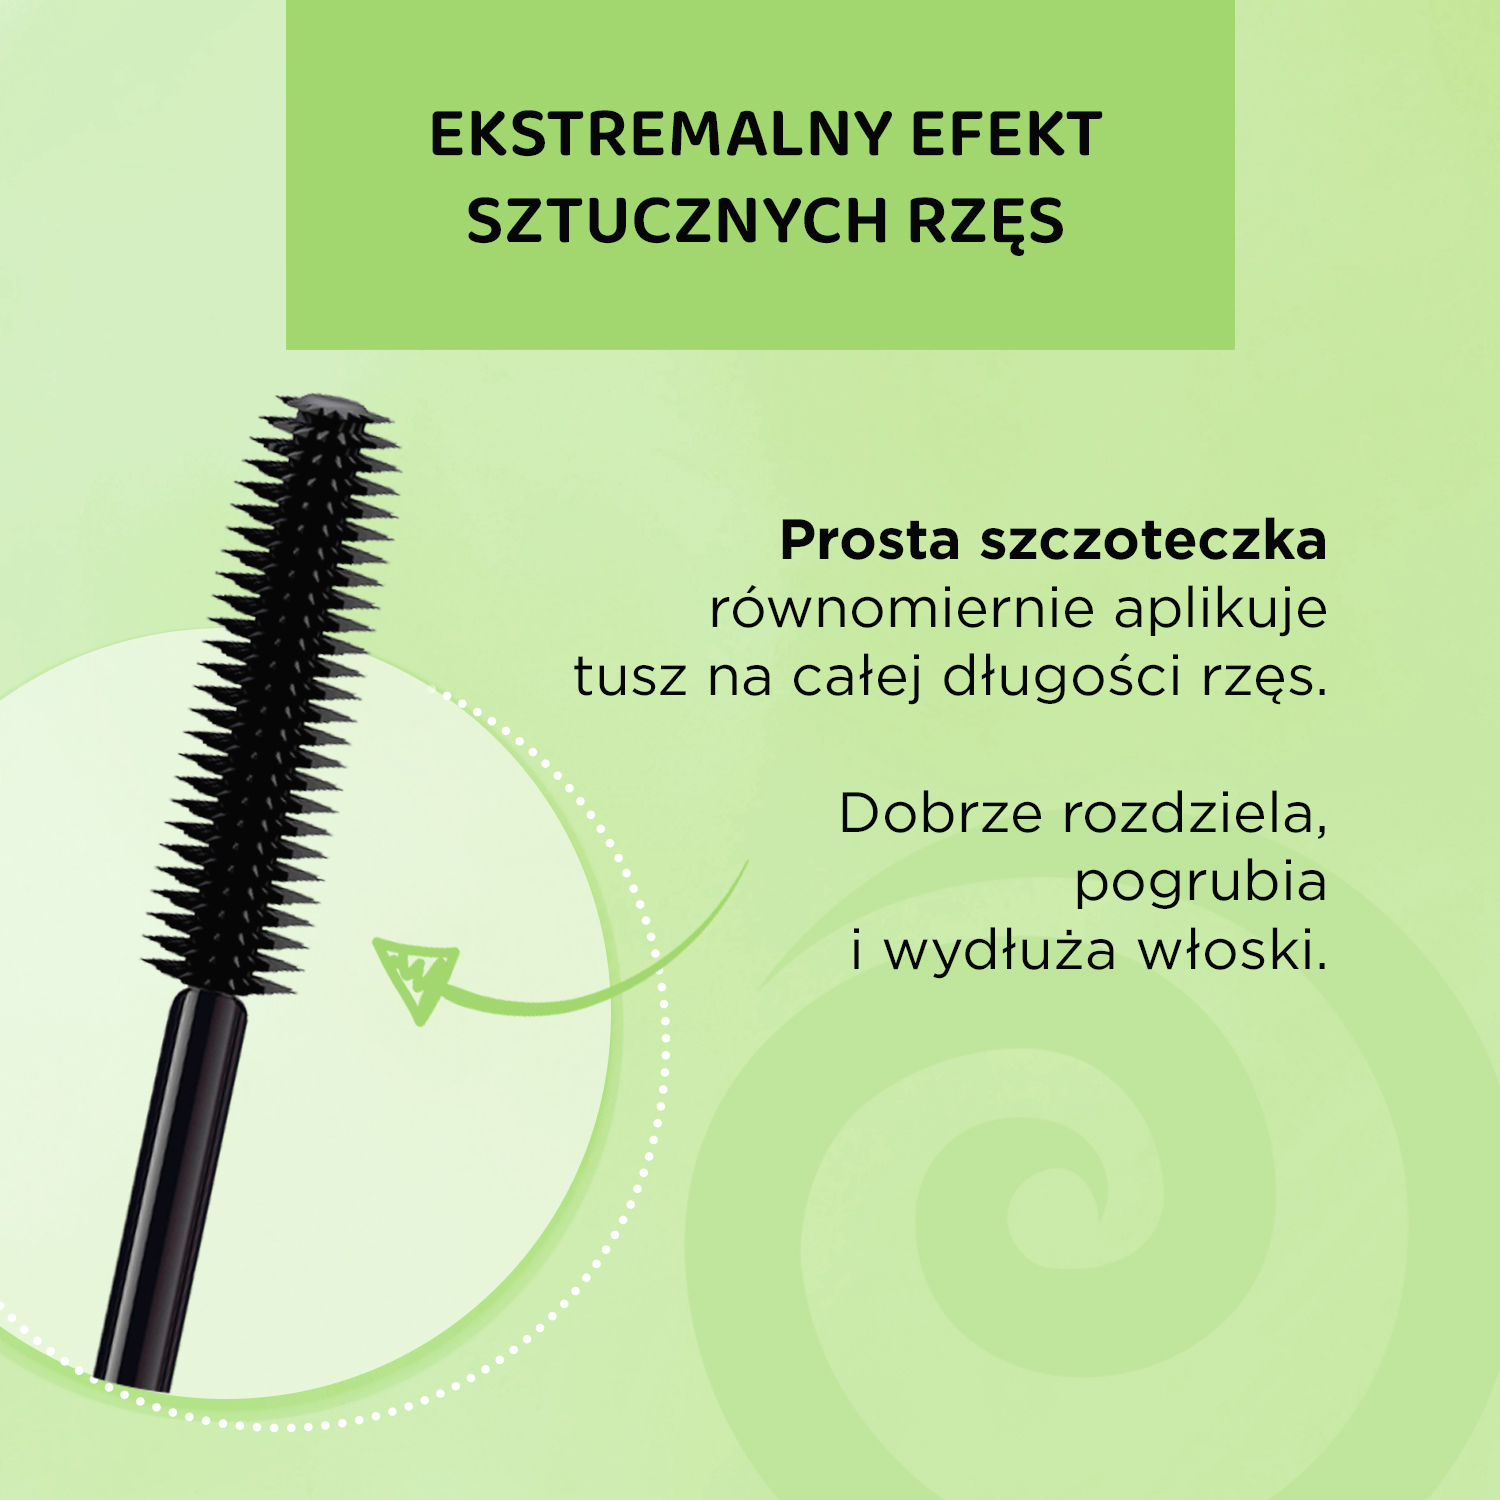 EKSTREMALNY EFEKT
SZTUCZNYCH RZĘS
Prosta szczoteczka
równomiernie aplikuje
tusz na całej długości rzęs.
Dobrze rozdziela,
pogrubia
i wydłuża włoski.